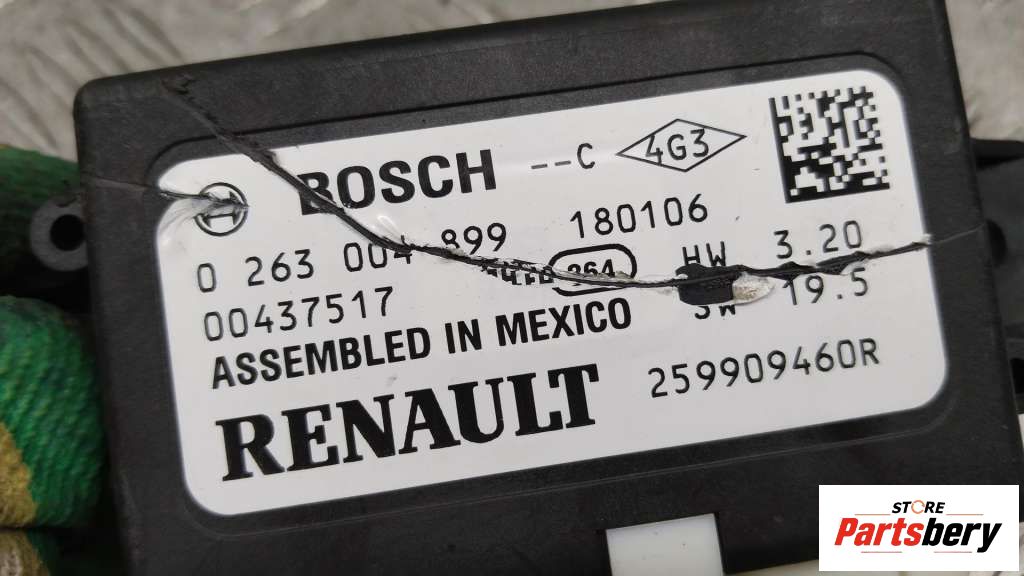 BOSCH --C 4G3
0 263 004 899 180106
HW 3.20
00437517 264
SW 19.5
ASSEMBLED IN MEXICO
RENAULT 259909460R
STORE
Partsbery